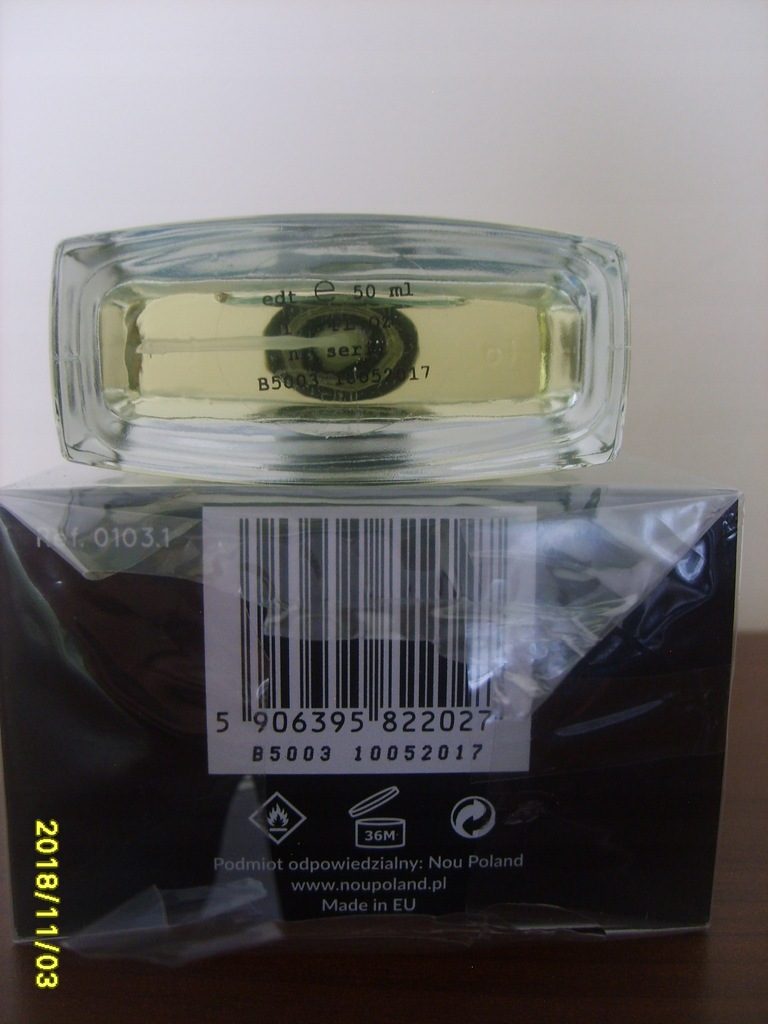 edt e 50 ml
B5003 10052017
Ref. 0103.1
5 906395 822027
B5003 10052017
36M
Podmiot odpowiedzialny: Nou Poland
www.noupoland.pl
Made in EU
2018/11/03